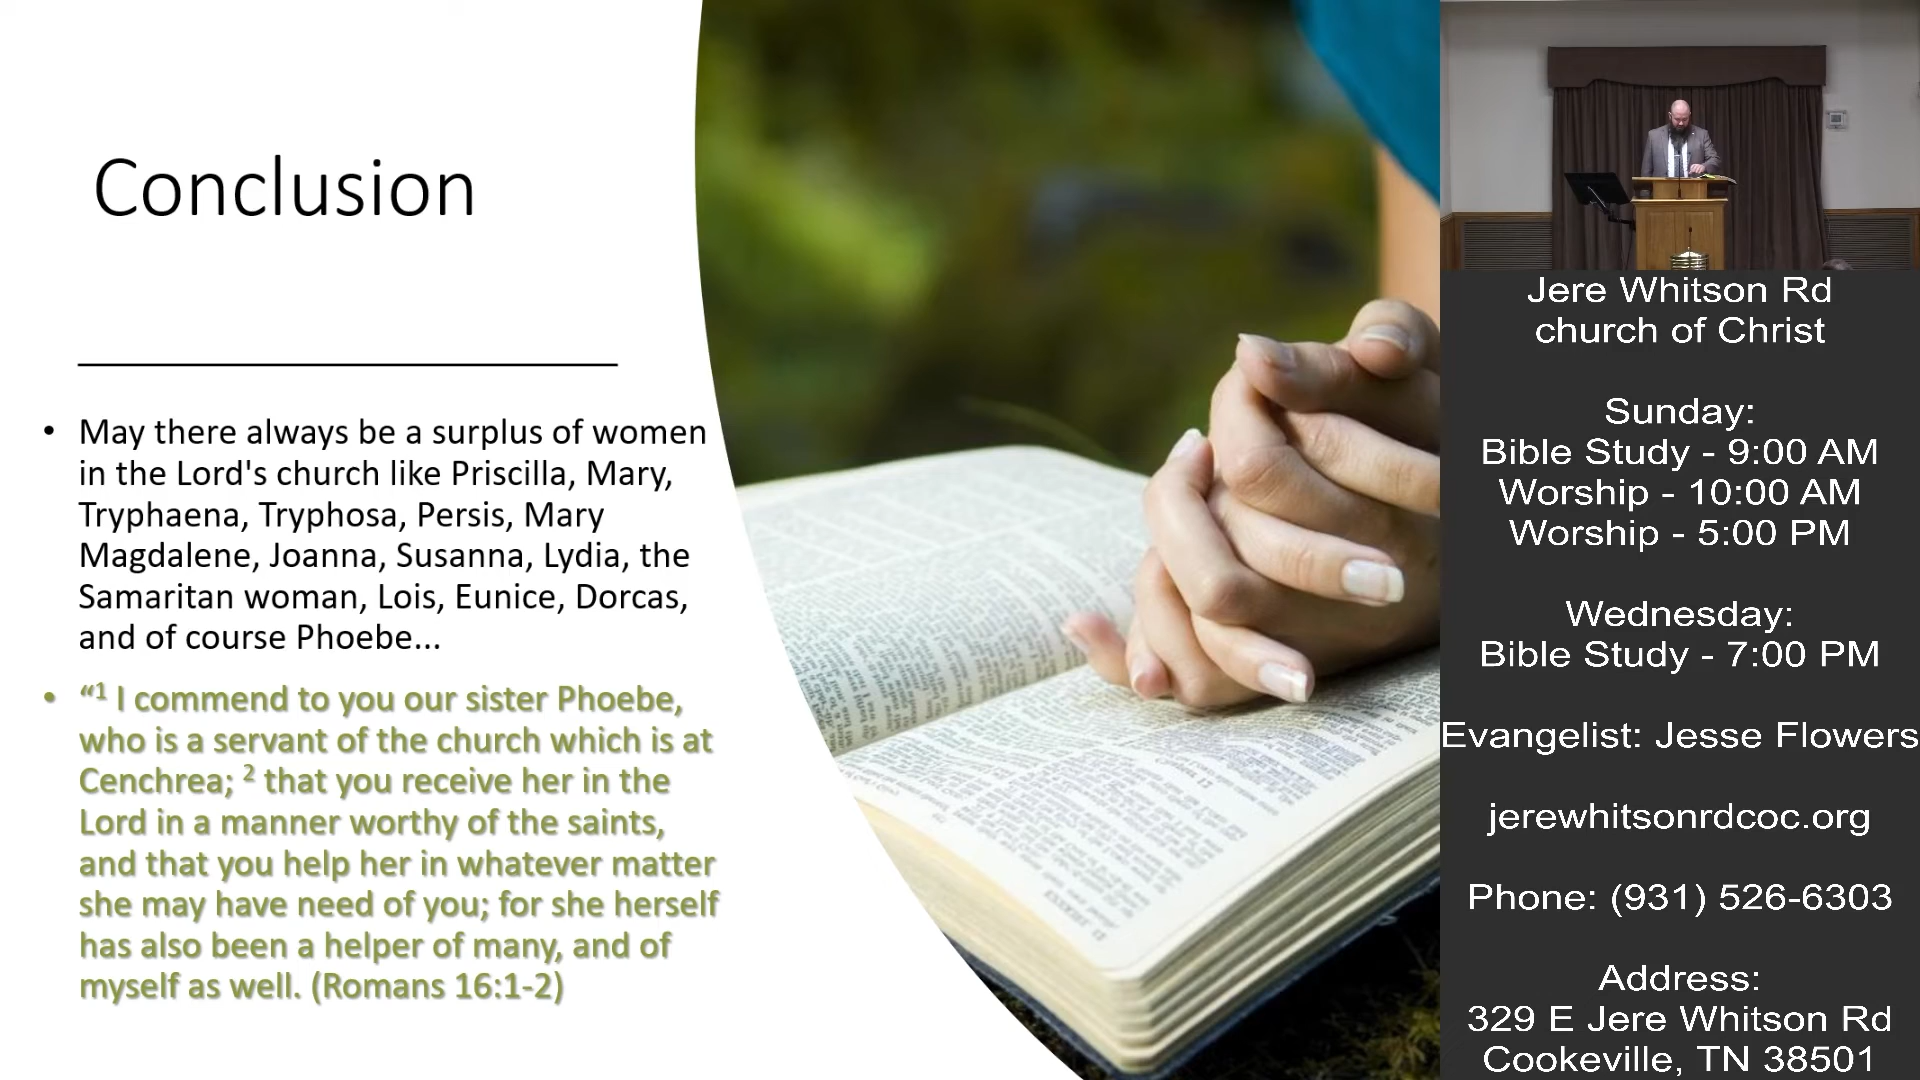 Conclusion
• May there always be a surplus of women
in the Lord's church like Priscilla, Mary,
Tryphaena, Tryphosa, Persis, Mary
Magdalene, Joanna, Susanna, Lydia, the
Samaritan woman, Lois, Eunice, Dorcas,
and of course Phoebe...
• “¹ I commend to you our sister Phoebe,
who is a servant of the church which is at
Cenchrea; ² that you receive her in the
Lord in a manner worthy of the saints,
and that you help her in whatever matter
she may have need of you; for she herself
has also been a helper of many, and of
myself as well. (Romans 16:1-2)
Jere Whitson Rd
church of Christ
Sunday:
Bible Study - 9:00 AM
Worship - 10:00 AM
Worship - 5:00 PM
Wednesday:
Bible Study - 7:00 PM
Evangelist: Jesse Flowers
jerewhitsonrdcoc.org
Phone: (931) 526-6303
Address:
329 E Jere Whitson Rd
Cookeville, TN 38501